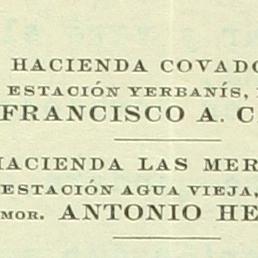 HACIENDA COVADO
ESTACIÓN YERBANÍS,
FRANCISCO A. C
HACIENDA LAS MER
ESTACIÓN AGUA VIEJA,
MOR. ANTONIO HE